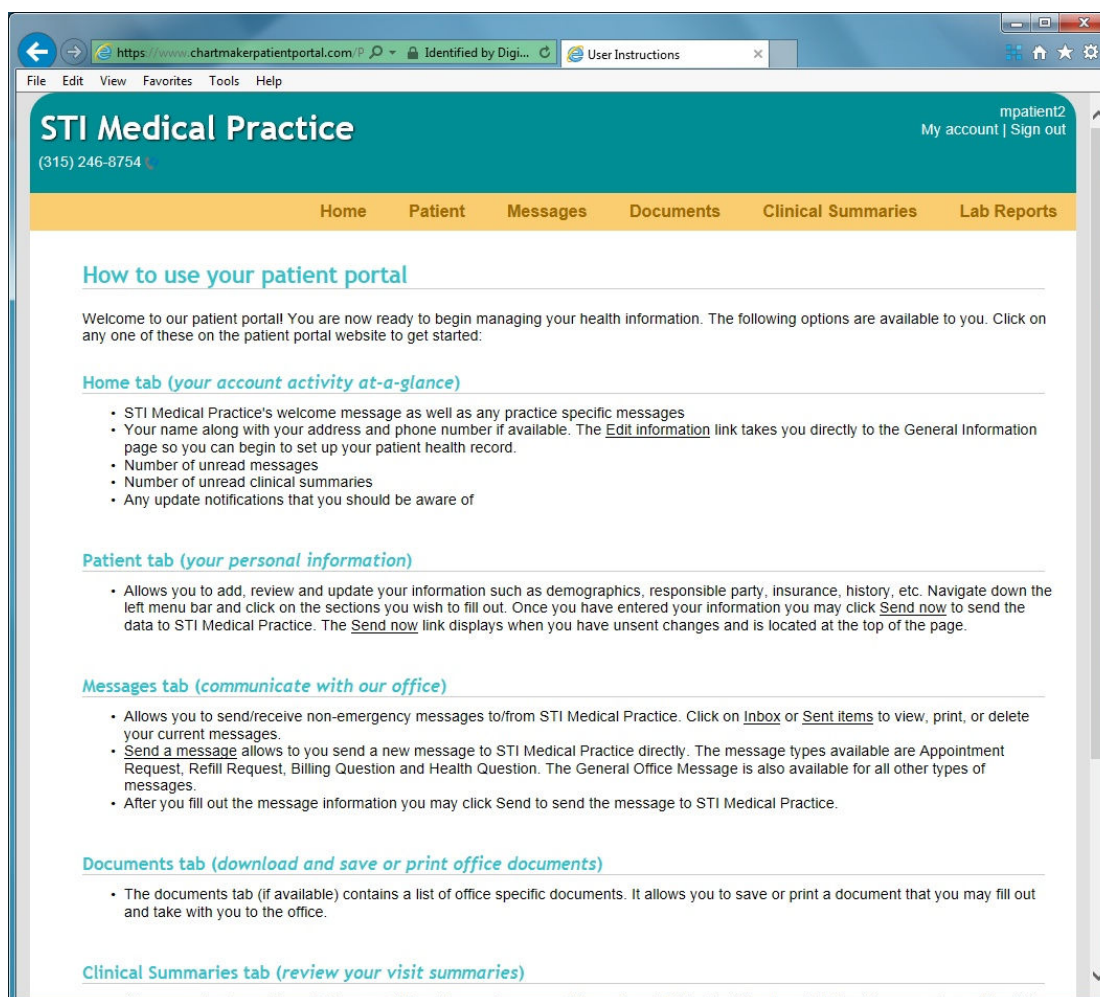 https://www.chartmakerpatientportal.com/P
Identified by Digi...
User Instructions
File Edit View Favorites Tools Help
STI Medical Practice
(315) 246-8754
mpatient2
My account | Sign out
Home Patient Messages Documents Clinical Summaries Lab Reports
How to use your patient portal
Welcome to our patient portal! You are now ready to begin managing your health information. The following options are available to you. Click on
any one of these on the patient portal website to get started:
Home tab (your account activity at-a-glance)
• STI Medical Practice's welcome message as well as any practice specific messages
• Your name along with your address and phone number if available. The Edit information link takes you directly to the General Information
page so you can begin to set up your patient health record.
• Number of unread messages
• Number of unread clinical summaries
• Any update notifications that you should be aware of
Patient tab (your personal information)
• Allows you to add, review and update your information such as demographics, responsible party, insurance, history, etc. Navigate down the
left menu bar and click on the sections you wish to fill out. Once you have entered your information you may click Send now to send the
data to STI Medical Practice. The Send now link displays when you have unsent changes and is located at the top of the page.
Messages tab (communicate with our office)
• Allows you to send/receive non-emergency messages to/from STI Medical Practice. Click on Inbox or Sent items to view, print, or delete
your current messages.
• Send a message allows to you send a new message to STI Medical Practice directly. The message types available are Appointment
Request, Refill Request, Billing Question and Health Question. The General Office Message is also available for all other types of
messages.
• After you fill out the message information you may click Send to send the message to STI Medical Practice.
Documents tab (download and save or print office documents)
• The documents tab (if available) contains a list of office specific documents. It allows you to save or print a document that you may fill out
and take with you to the office.
Clinical Summaries tab (review your visit summaries)